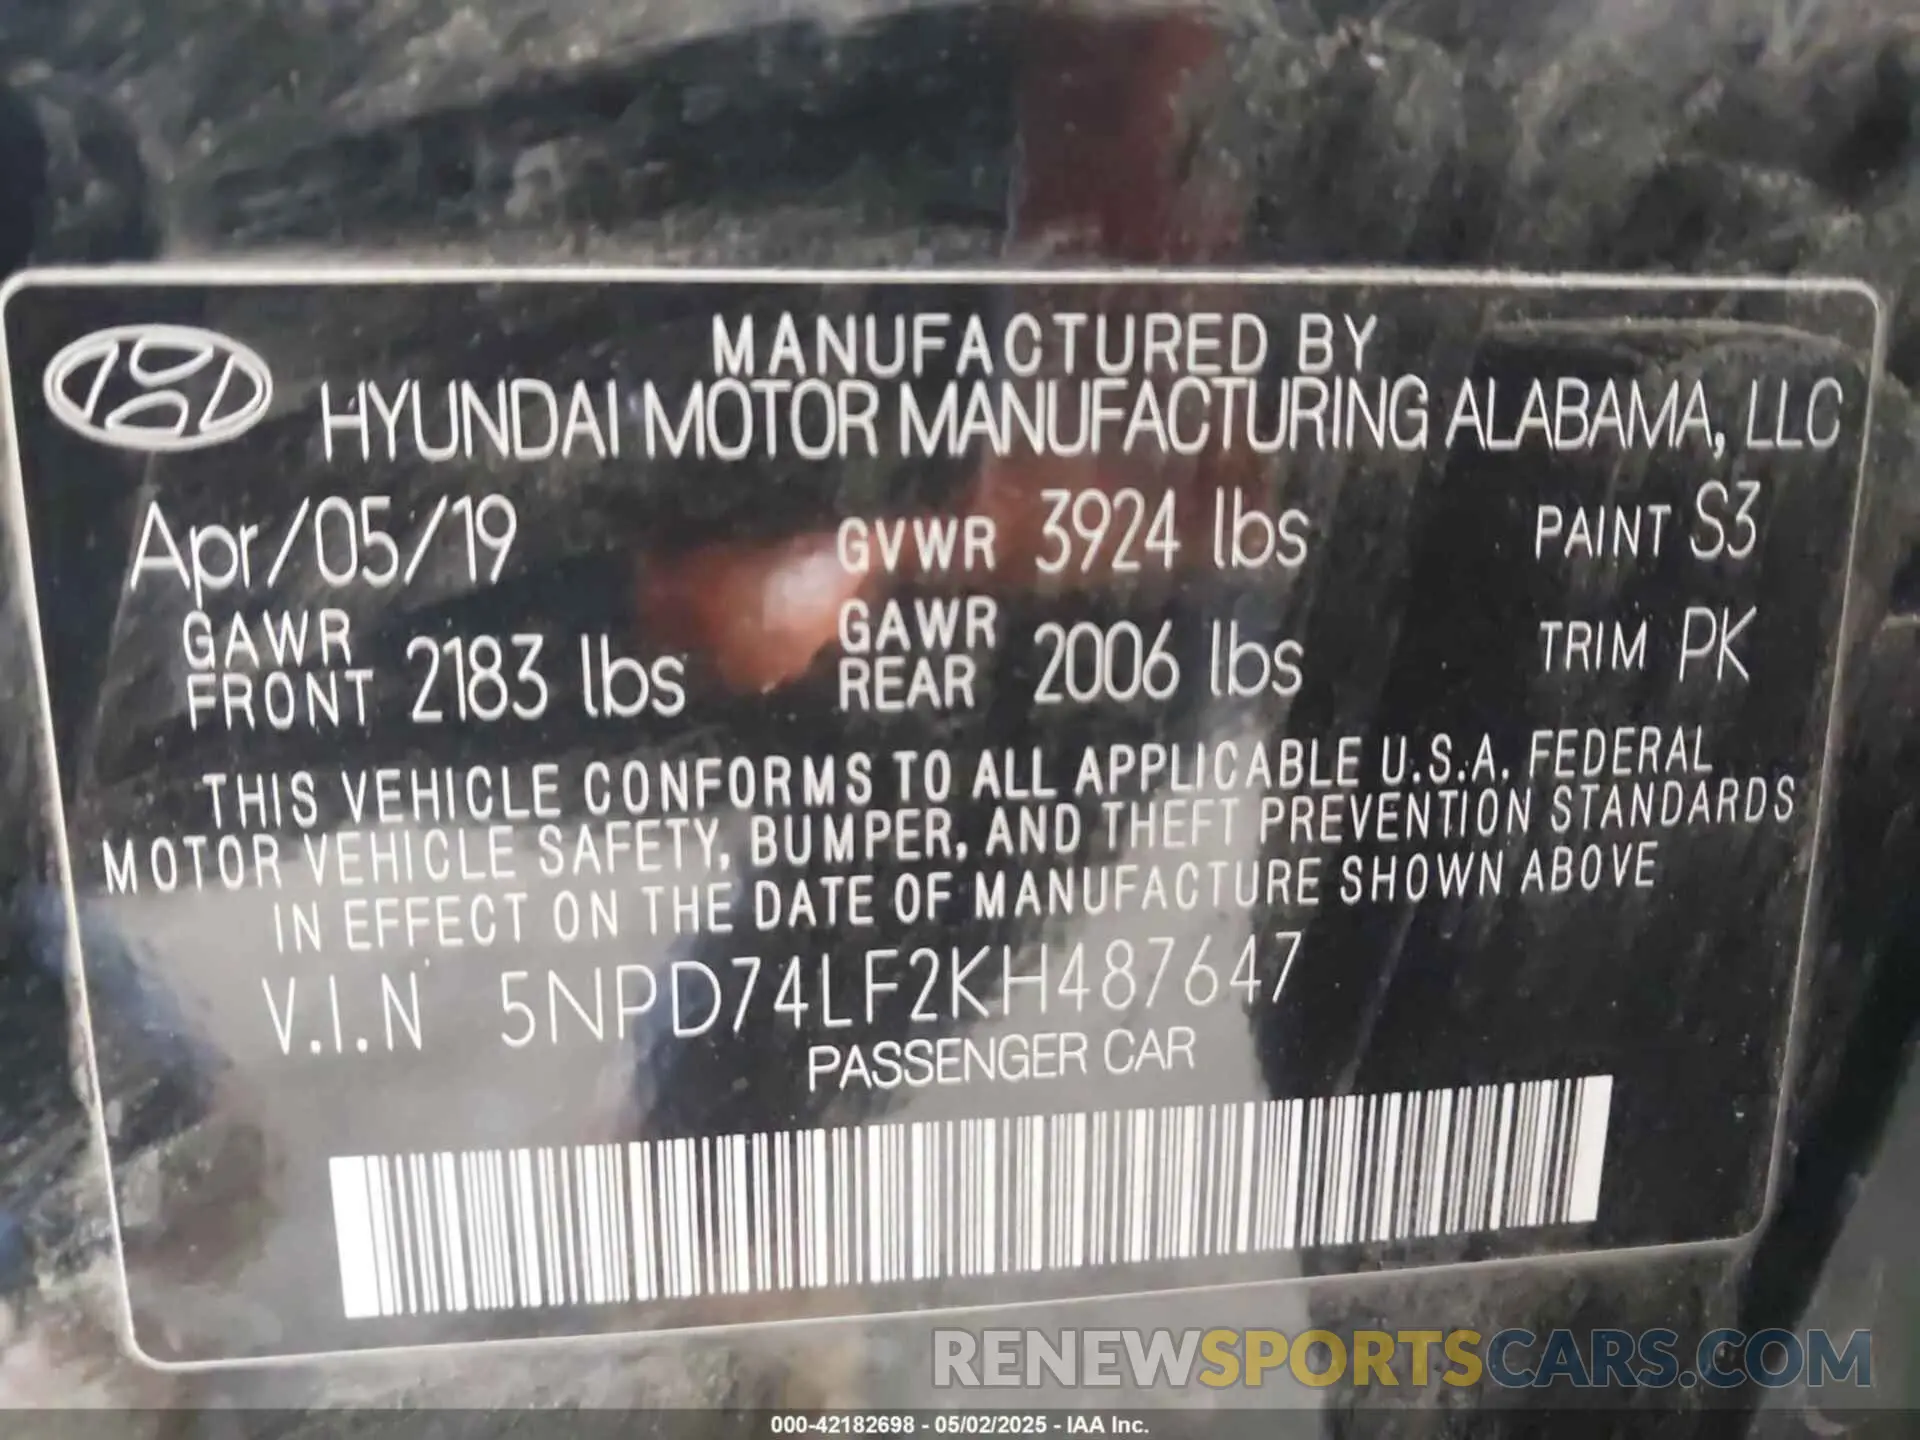 MANUFACTURED BY
HYUNDAI MOTOR MANUFACTURING ALABAMA, LLC
Apr/05/19 GVWR 3924 lbs PAINT S3
GAWR FRONT 2183 lbs GAWR REAR 2006 lbs TRIM PK
THIS VEHICLE CONFORMS TO ALL APPLICABLE U.S.A. FEDERAL
MOTOR VEHICLE SAFETY, BUMPER, AND THEFT PREVENTION STANDARDS
IN EFFECT ON THE DATE OF MANUFACTURE SHOWN ABOVE
V.I.N 5NPD74LF2KH487647
PASSENGER CAR
RENEWSPORTSCARS.COM
000-42182698 - 05/02/2025 - IAA Inc.